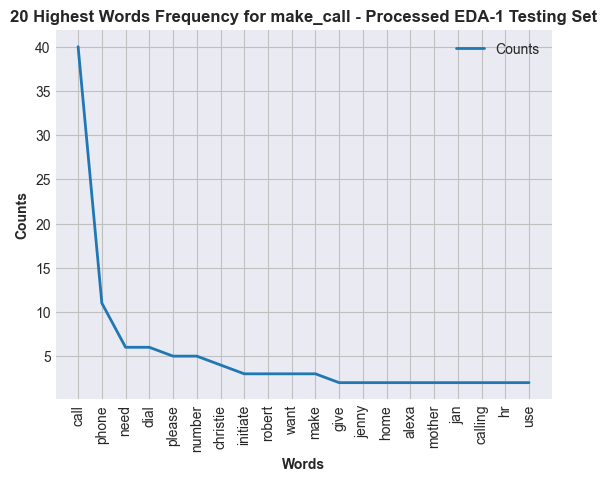 20 Highest Words Frequency for make_call - Processed EDA-1 Testing Set
Counts
40
35
30
25
20
15
10
5
Counts
call
phone
need
dial
please
number
christie
initiate
robert
want
make
give
jenny
home
alexa
mother
jan
calling
hr
use
Words